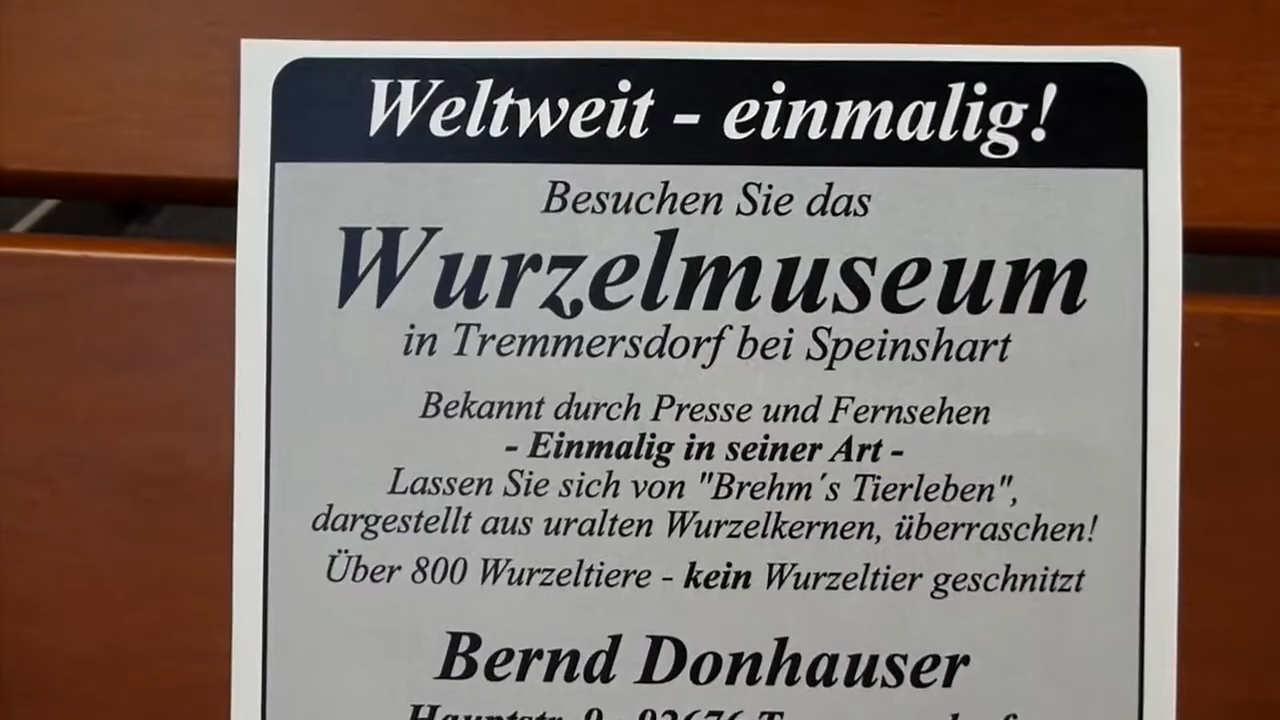 Weltweit - einmalig!
Besuchen Sie das
Wurzelmuseum
in Tremmersdorf bei Speinshart
Bekannt durch Presse und Fernsehen
- Einmalig in seiner Art -
Lassen Sie sich von "Brehm´s Tierleben",
dargestellt aus uralten Wurzelkernen, überraschen!
Über 800 Wurzeltiere - kein Wurzeltier geschnitzt
Bernd Donhauser